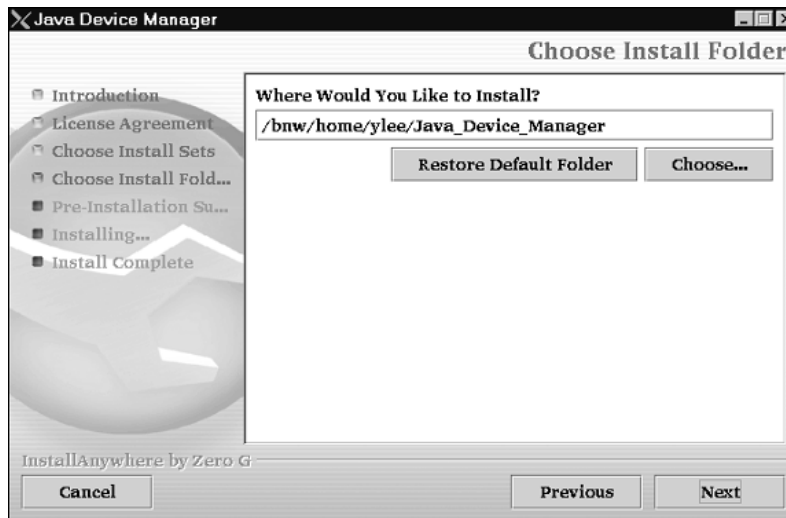 Java Device Manager
Choose Install Folder
Introduction
License Agreement
Choose Install Sets
Choose Install Fold...
Pre-Installation Su...
Installing...
Install Complete
Where Would You Like to Install?
/bnw/home/ylee/Java_Device_Manager
Restore Default Folder
Choose...
InstallAnywhere by Zero G
Cancel
Previous
Next